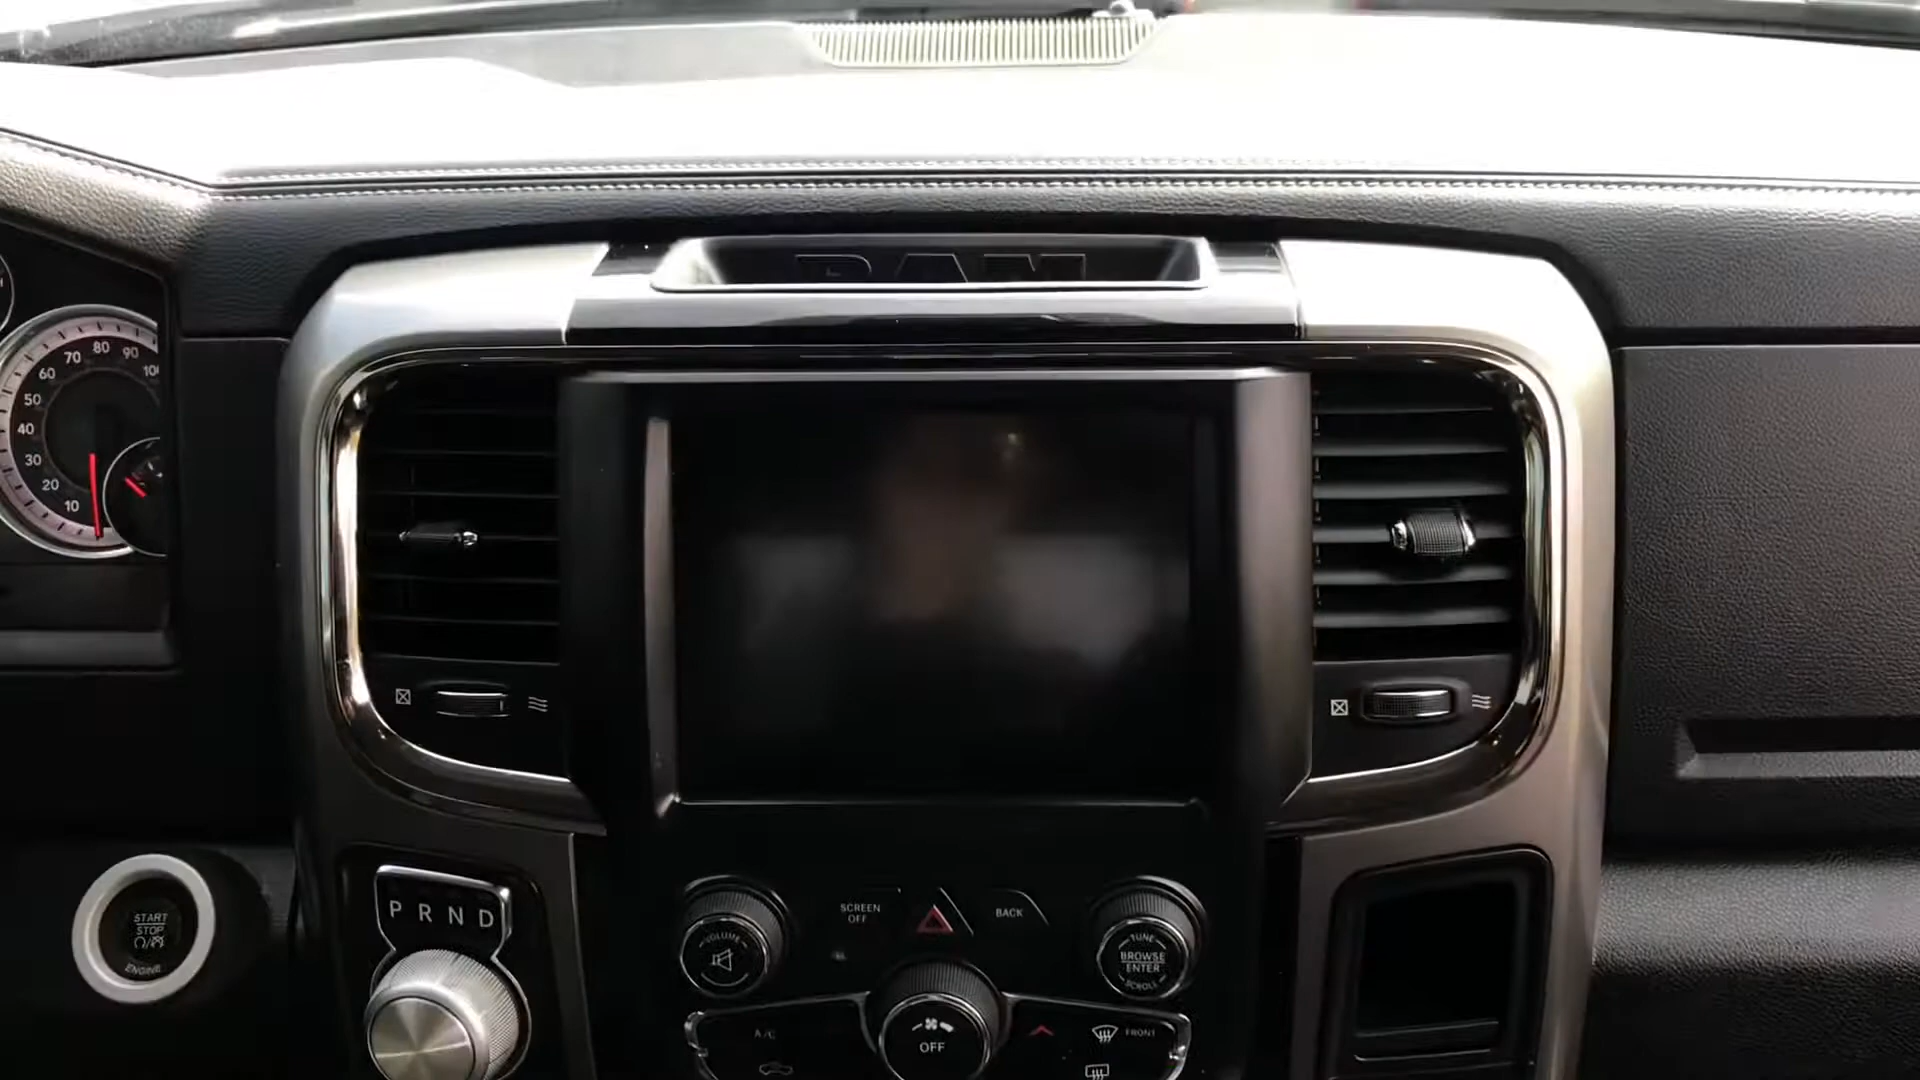 RAM
70 80 90
60 100
50
40
30
20
10
P R N D
START
STOP
ENGINE
VOLUME
SCREEN
OFF
BACK
TUNE
BROWSE
ENTER
SCROLL
A/C
OFF
FRONT